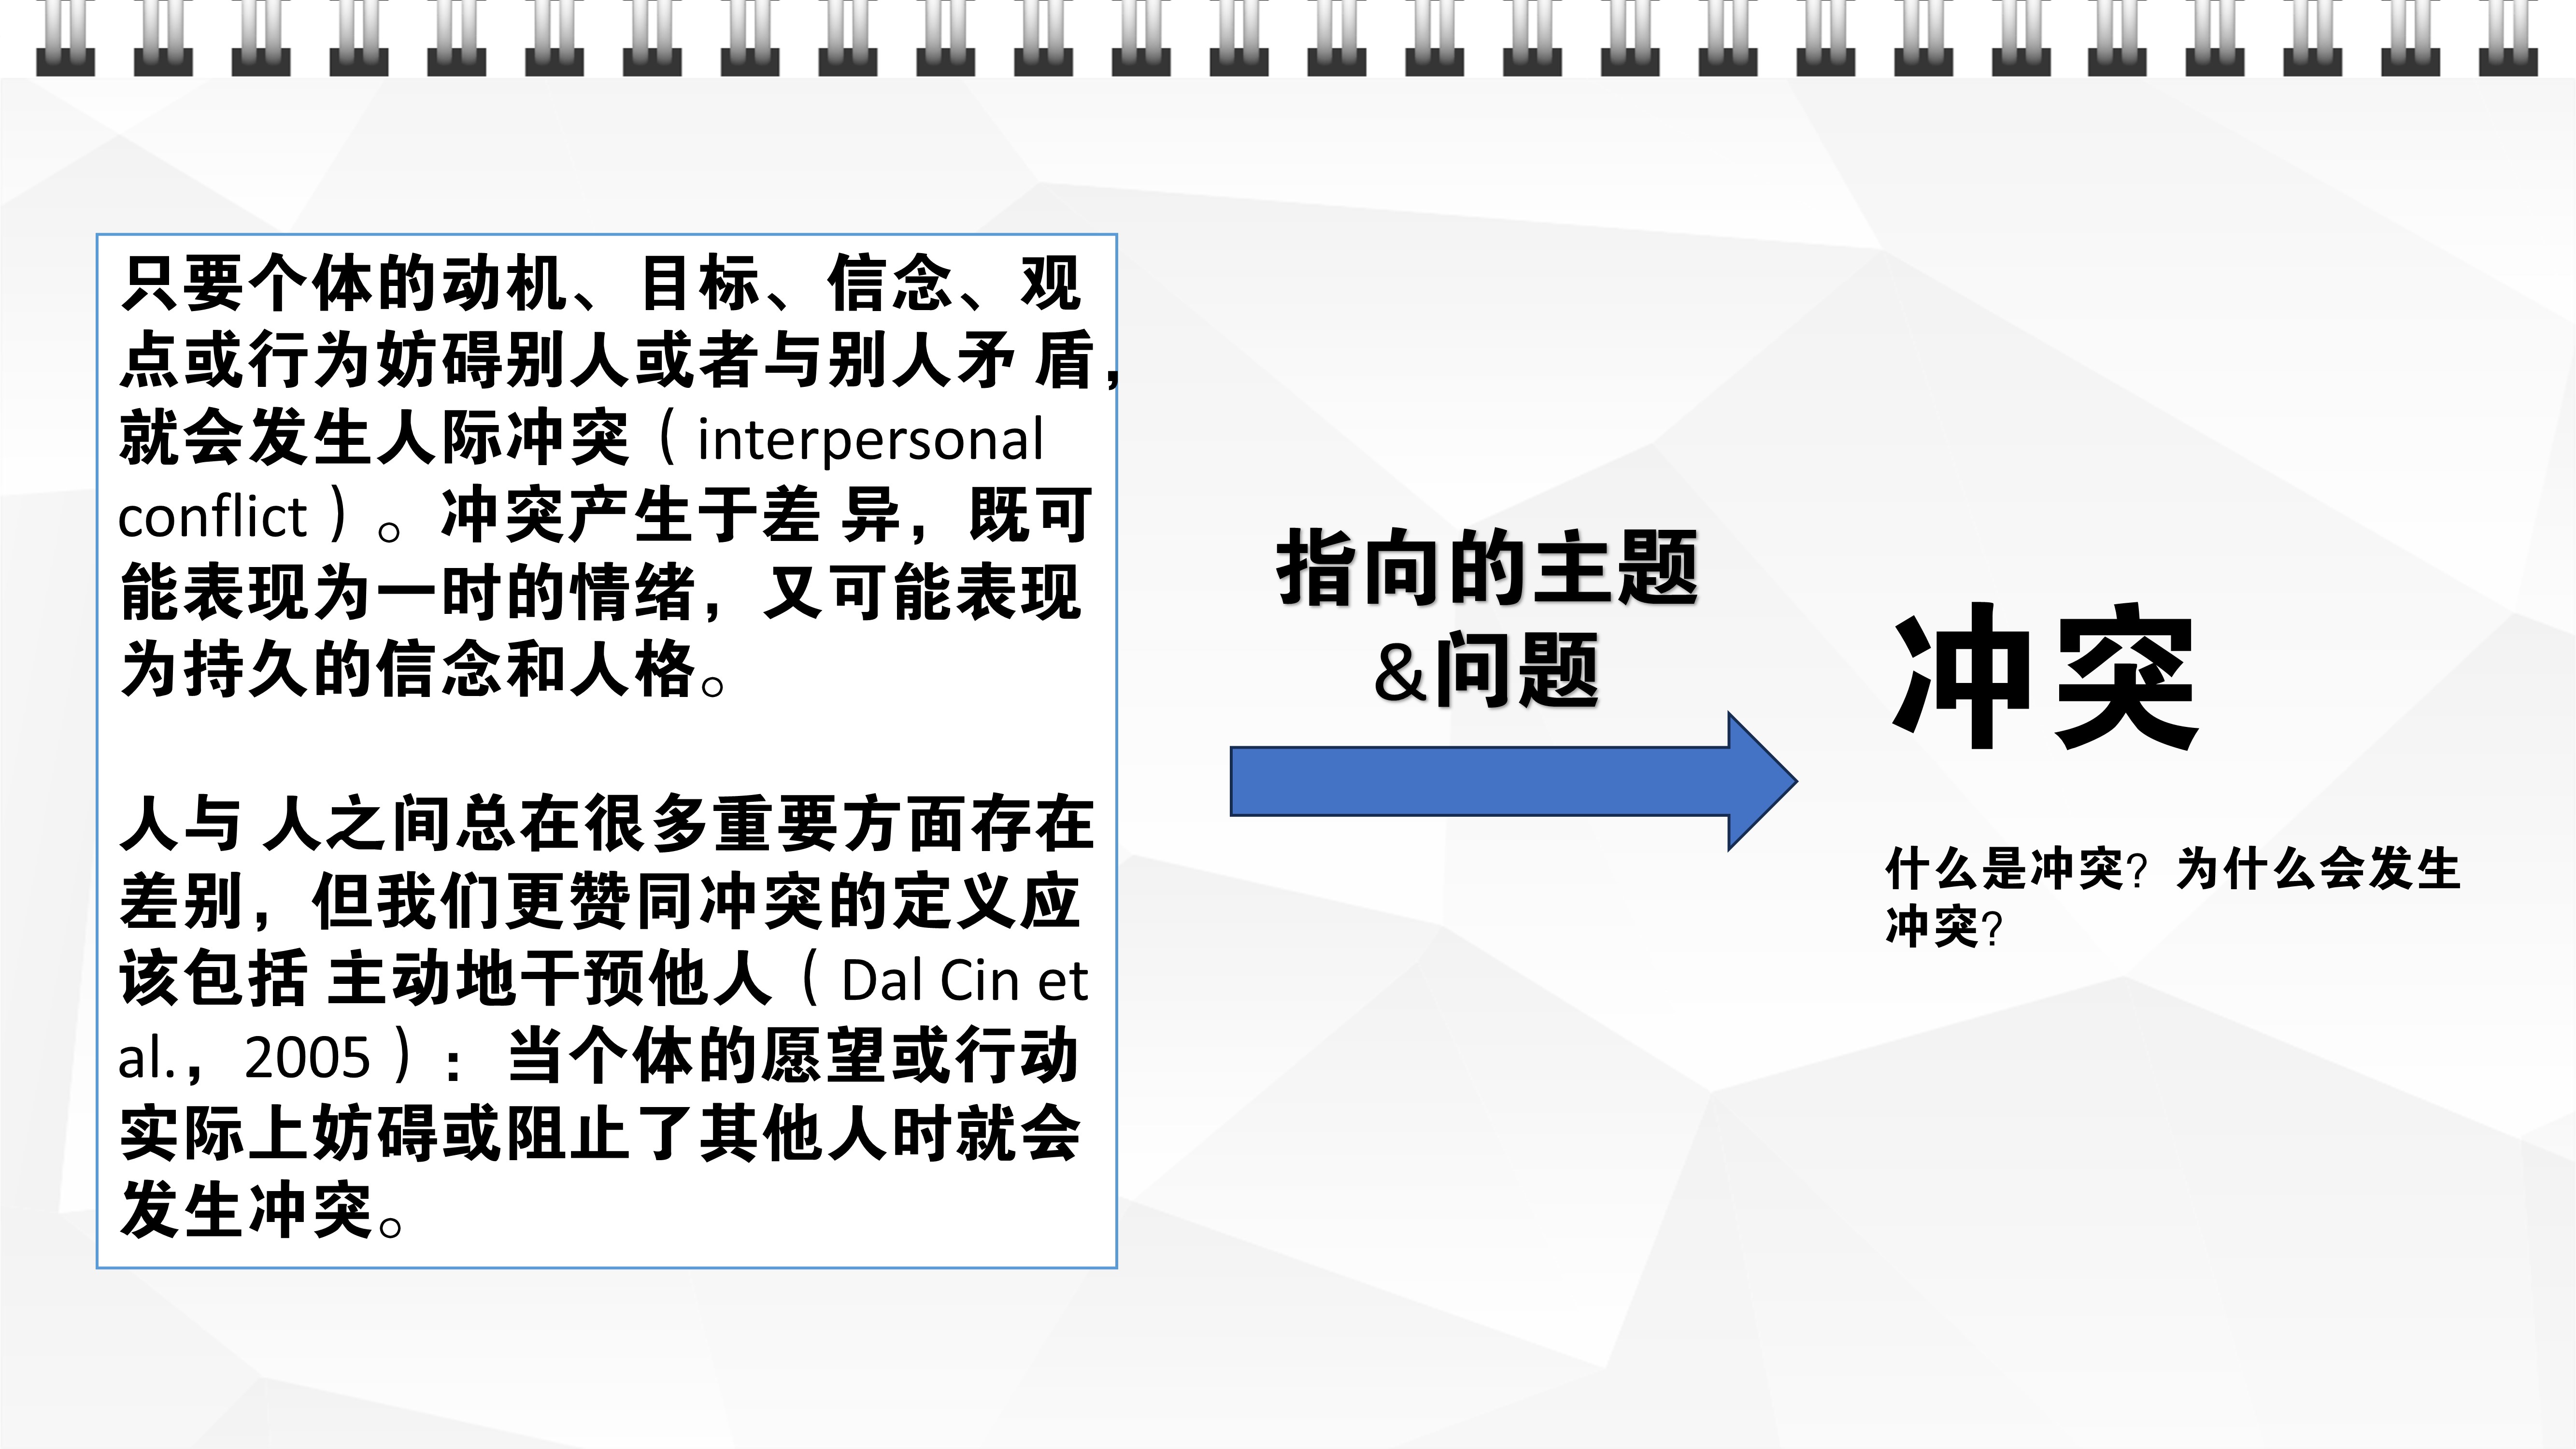 只要个体的动机、目标、信念、观
点或行为妨碍别人或者与别人矛 盾，
就会发生人际冲突（interpersonal
conflict）。冲突产生于差 异，既可
能表现为一时的情绪，又可能表现
为持久的信念和人格。
人与 人之间总在很多重要方面存在
差别，但我们更赞同冲突的定义应
该包括 主动地干预他人（Dal Cin et
al.，2005）：当个体的愿望或行动
实际上妨碍或阻止了其他人时就会
发生冲突。
指向的主题
&问题
冲突
什么是冲突？为什么会发生
冲突？